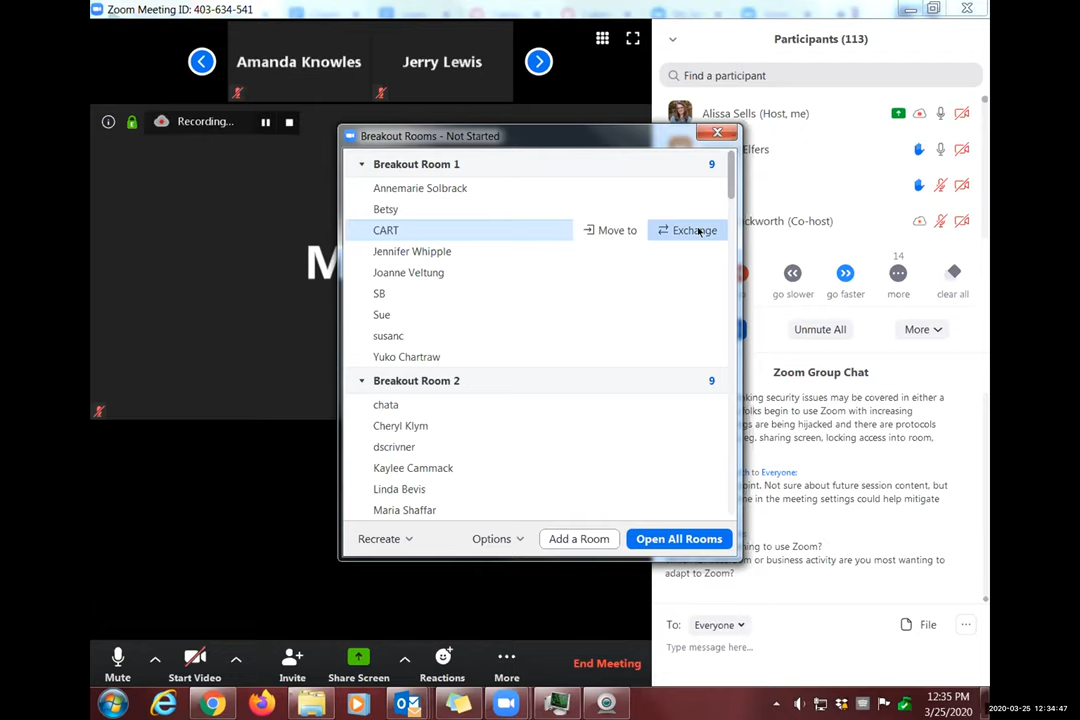 Zoom Meeting ID: 403-634-541
Amanda Knowles
Jerry Lewis
Recording...
M
Participants (113)
Find a participant
Alissa Sells (Host, me)
Elfers
ckworth (Co-host)
14
go slower
go faster
more
clear all
Unmute All
More
Zoom Group Chat
king security issues may be covered in either a
olks begin to use Zoom with increasing
gs are being hijacked and there are protocols
eg. sharing screen, locking access into room,
to Everyone:
oint. Not sure about future session content, but
e in the meeting settings could help mitigate
ning to use Zoom?
om or business activity are you most wanting to
adapt to Zoom?
To: Everyone
File
Type message here...
Breakout Rooms - Not Started
Breakout Room 1 9
Annemarie Solbrack
Betsy
CART Move to Exchange
Jennifer Whipple
Joanne Veltung
SB
Sue
susanc
Yuko Chartraw
Breakout Room 2 9
chata
Cheryl Klym
dscrivner
Kaylee Cammack
Linda Bevis
Maria Shaffar
Recreate Options Add a Room Open All Rooms
Mute
Start Video
Invite
Share Screen
Reactions
More
End Meeting
12:35 PM
3/25/2020
2020-03-25 12:34:47